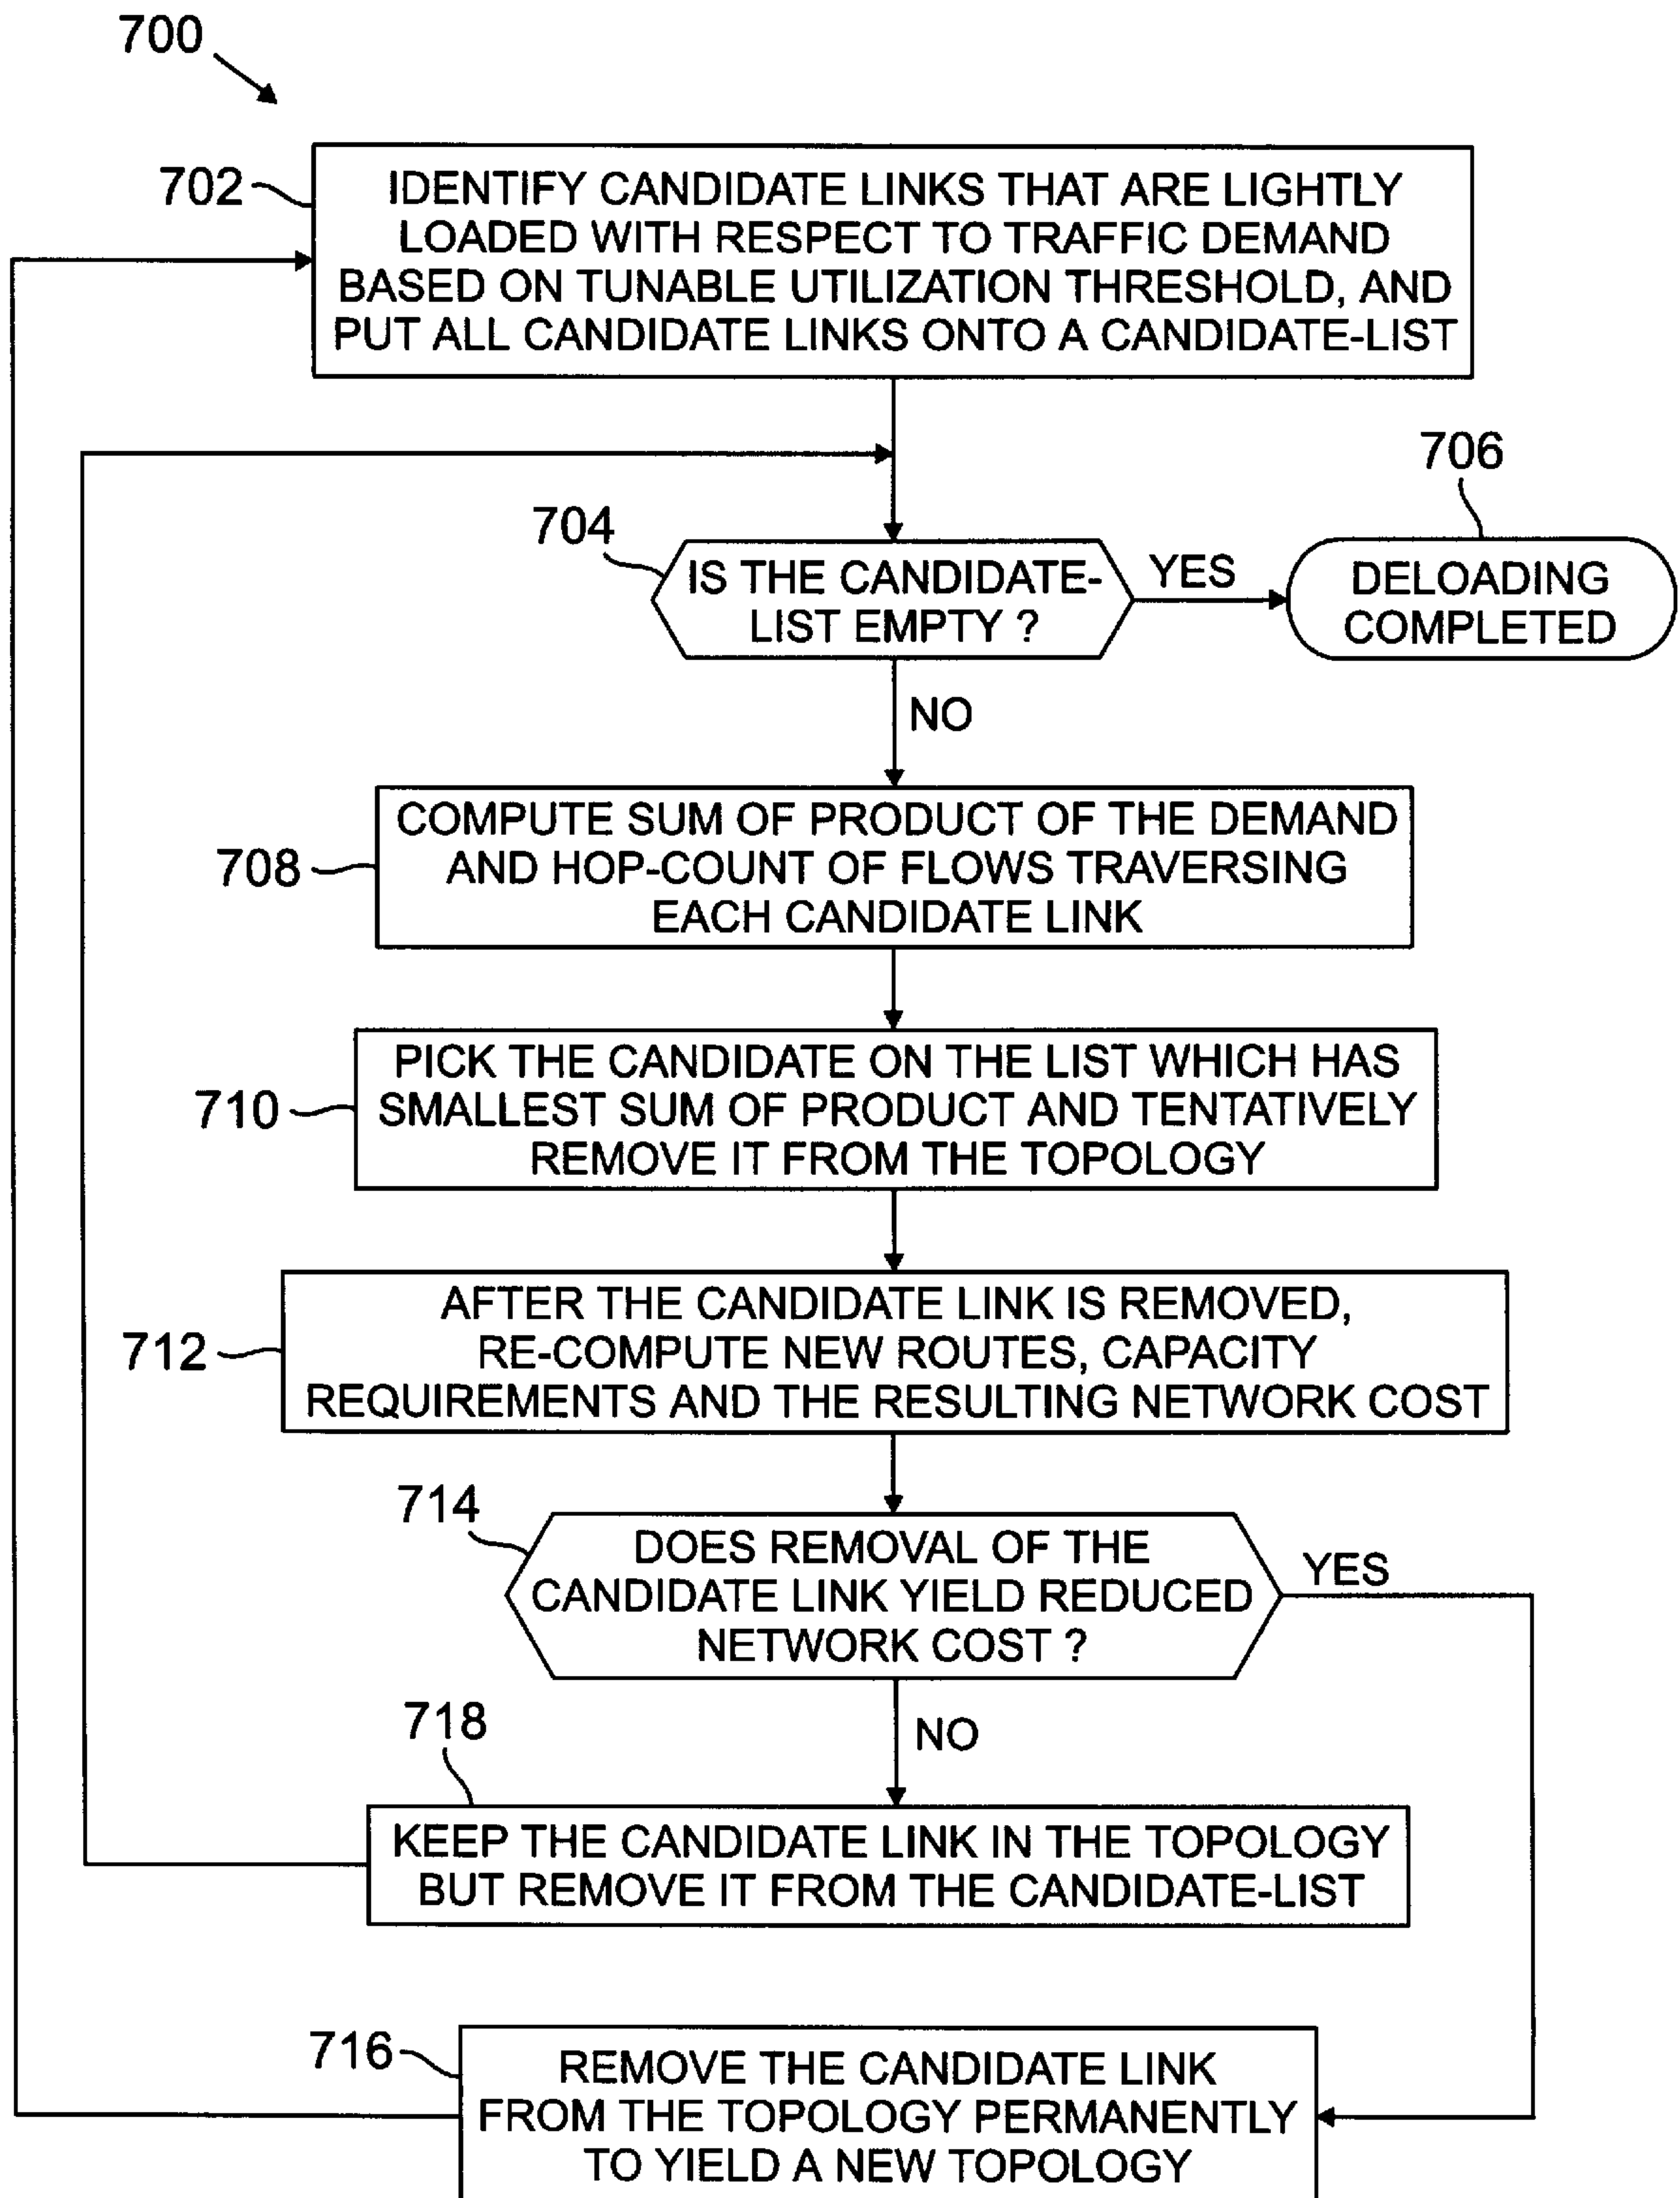 700
702
IDENTIFY CANDIDATE LINKS THAT ARE LIGHTLY
LOADED WITH RESPECT TO TRAFFIC DEMAND
BASED ON TUNABLE UTILIZATION THRESHOLD, AND
PUT ALL CANDIDATE LINKS ONTO A CANDIDATE-LIST
704
IS THE CANDIDATE-
LIST EMPTY ?
YES
706
DELOADING
COMPLETED
NO
708
COMPUTE SUM OF PRODUCT OF THE DEMAND
AND HOP-COUNT OF FLOWS TRAVERSING
EACH CANDIDATE LINK
710
PICK THE CANDIDATE ON THE LIST WHICH HAS
SMALLEST SUM OF PRODUCT AND TENTATIVELY
REMOVE IT FROM THE TOPOLOGY
712
AFTER THE CANDIDATE LINK IS REMOVED,
RE-COMPUTE NEW ROUTES, CAPACITY
REQUIREMENTS AND THE RESULTING NETWORK COST
714
DOES REMOVAL OF THE
CANDIDATE LINK YIELD REDUCED
NETWORK COST ?
YES
NO
718
KEEP THE CANDIDATE LINK IN THE TOPOLOGY
BUT REMOVE IT FROM THE CANDIDATE-LIST
716
REMOVE THE CANDIDATE LINK
FROM THE TOPOLOGY PERMANENTLY
TO YIELD A NEW TOPOLOGY